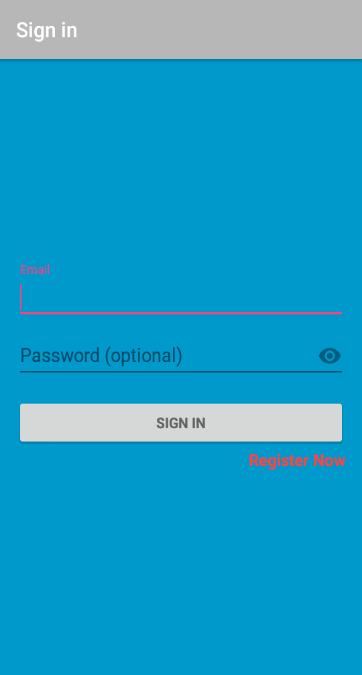 Sign in
Email
Password (optional)
SIGN IN
Register Now